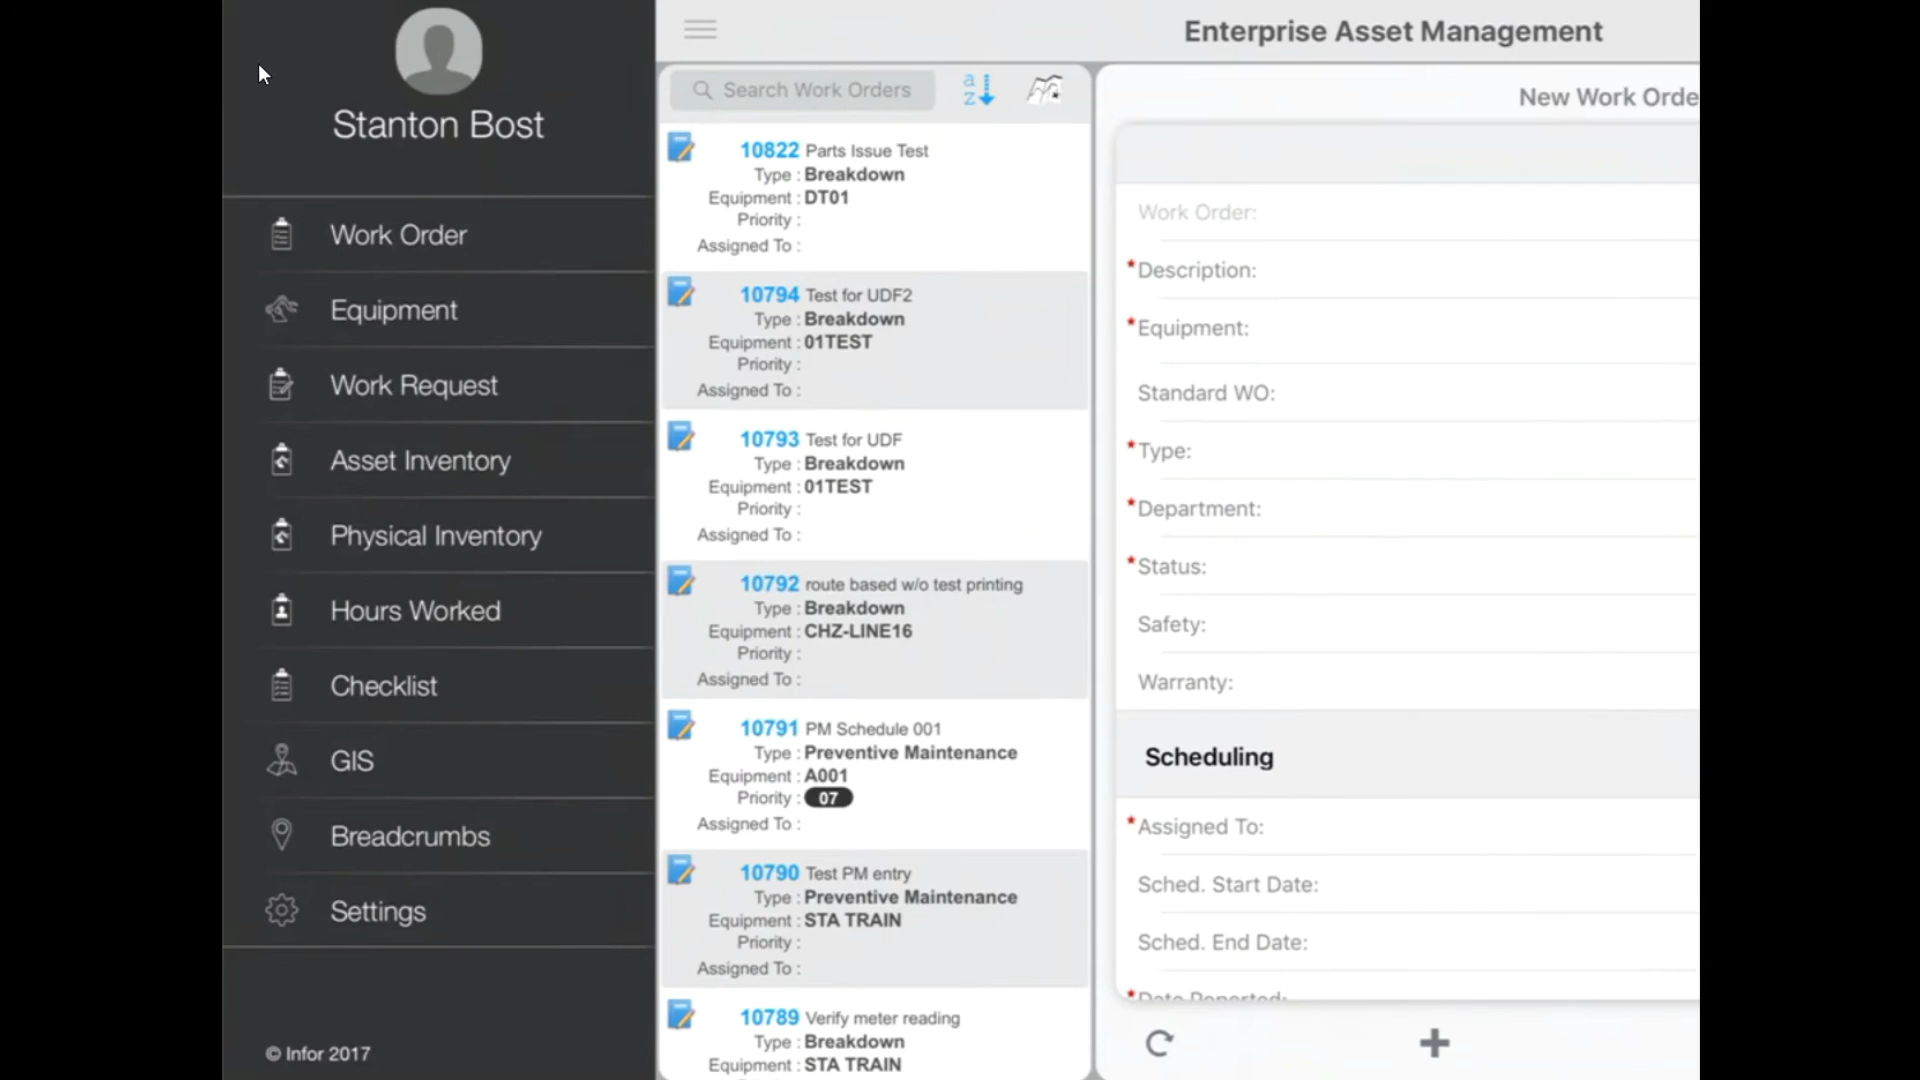 Stanton Bost
Work Order
Equipment
Work Request
Asset Inventory
Physical Inventory
Hours Worked
Checklist
GIS
Breadcrumbs
Settings
© Infor 2017
Enterprise Asset Management
Search Work Orders
a
z
10822 Parts Issue Test
Type : Breakdown
Equipment : DT01
Priority :
Assigned To :
10794 Test for UDF2
Type : Breakdown
Equipment : 01TEST
Priority :
Assigned To :
10793 Test for UDF
Type : Breakdown
Equipment : 01TEST
Priority :
Assigned To :
10792 route based w/o test printing
Type : Breakdown
Equipment : CHZ-LINE16
Priority :
Assigned To :
10791 PM Schedule 001
Type : Preventive Maintenance
Equipment : A001
Priority : 07
Assigned To :
10790 Test PM entry
Type : Preventive Maintenance
Equipment : STA TRAIN
Priority :
Assigned To :
10789 Verify meter reading
Type : Breakdown
Equipment : STA TRAIN
New Work Orde
Work Order:
*Description:
*Equipment:
Standard WO:
*Type:
*Department:
*Status:
Safety:
Warranty:
Scheduling
*Assigned To:
Sched. Start Date:
Sched. End Date:
*Date Reported: